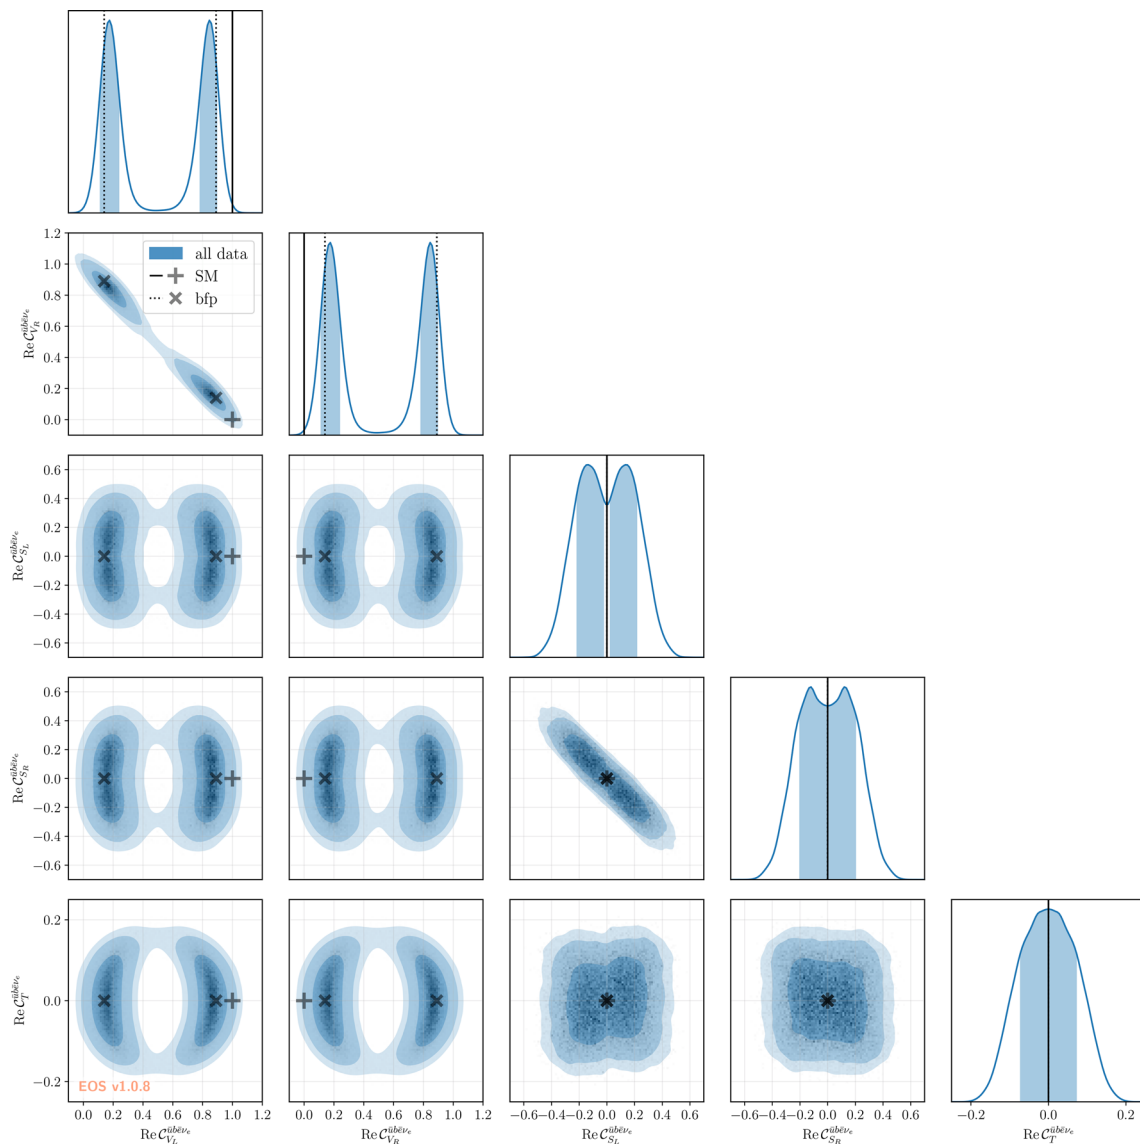 1.2
1.0
0.8
0.6
0.4
0.2
0.0
Re C_{V_R}^{ūbēν_e}
all data
SM
bfp
0.6
0.4
0.2
0.0
−0.2
−0.4
−0.6
Re C_{S_L}^{ūbēν_e}
0.6
0.4
0.2
0.0
−0.2
−0.4
−0.6
Re C_{S_R}^{ūbēν_e}
0.2
0.0
−0.2
Re C_T^{ūbēν_e}
EOS v1.0.8
0.0 0.2 0.4 0.6 0.8 1.0 1.2
Re C_{V_L}^{ūbēν_e}
0.0 0.2 0.4 0.6 0.8 1.0 1.2
Re C_{V_R}^{ūbēν_e}
−0.6−0.4−0.2 0.0 0.2 0.4 0.6
Re C_{S_L}^{ūbēν_e}
−0.6−0.4−0.2 0.0 0.2 0.4 0.6
Re C_{S_R}^{ūbēν_e}
−0.2 0.0 0.2
Re C_T^{ūbēν_e}